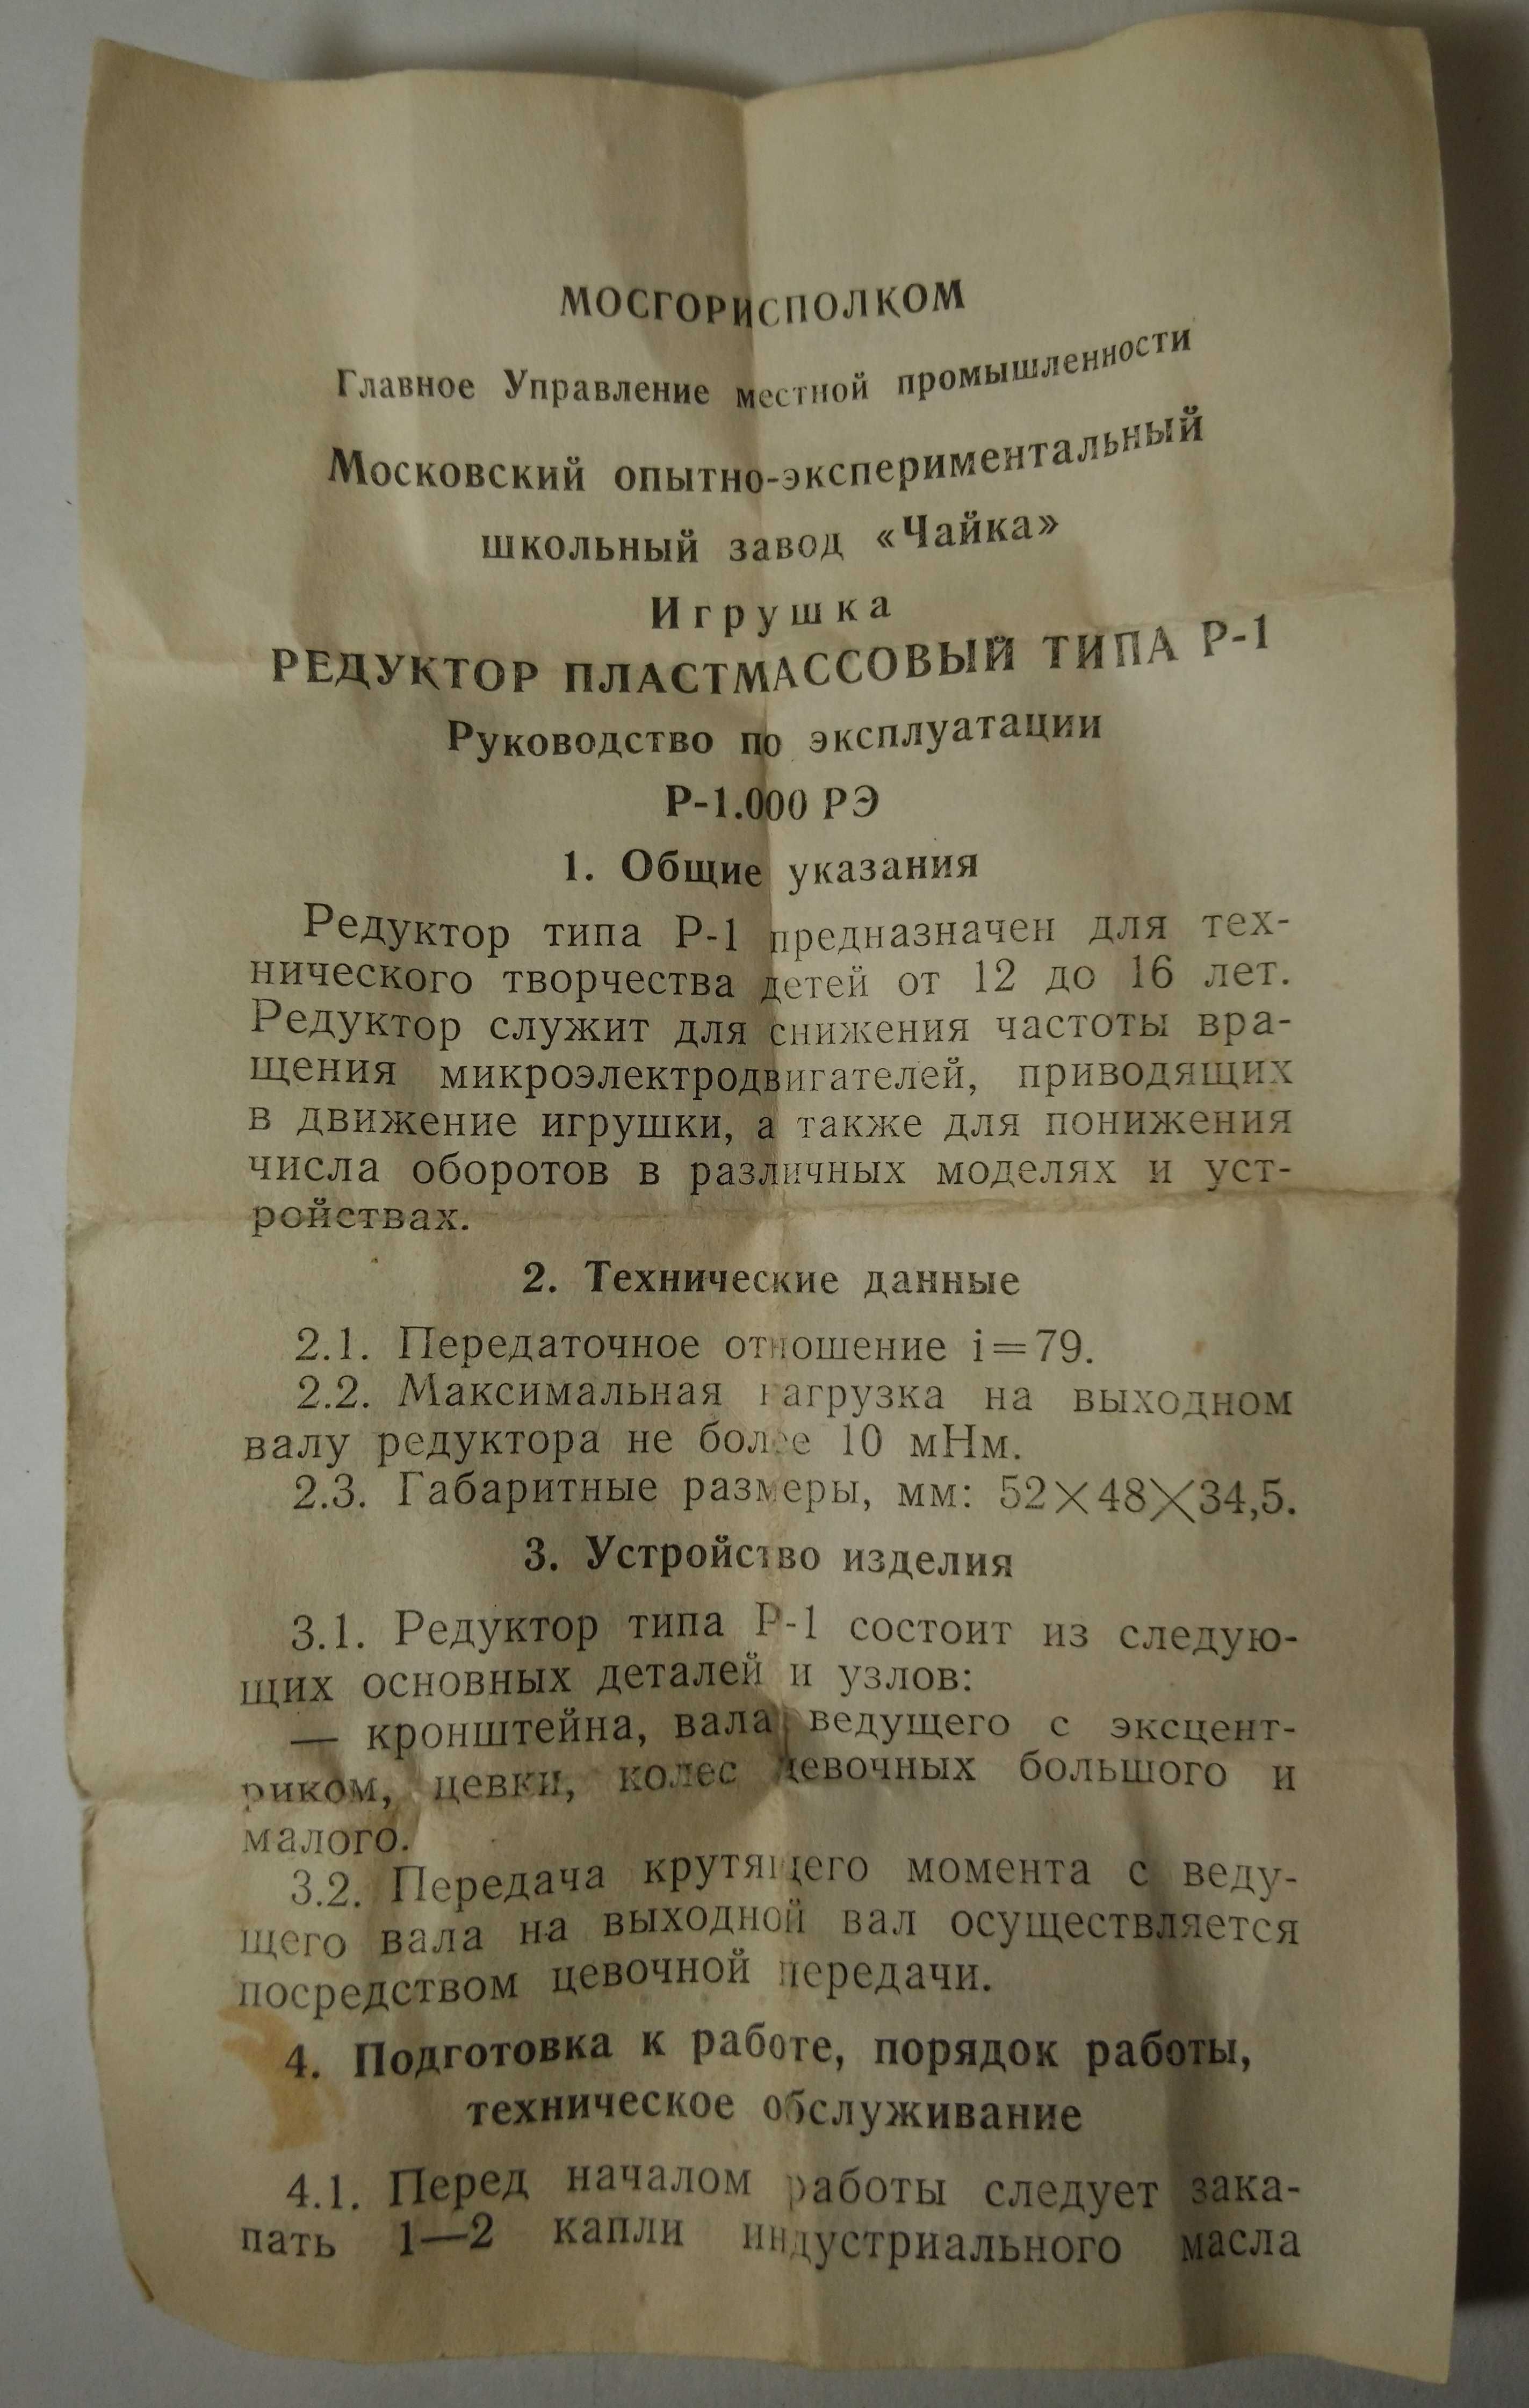 МОСГОРИСПОЛКОМ
Главное Управление местной промышленности
Московский опытно-экспериментальный
школьный завод «Чайка»
Игрушка
РЕДУКТОР ПЛАСТМАССОВЫЙ ТИПА Р-1
Руководство по эксплуатации
Р-1.000 РЭ
1. Общие указания
Редуктор типа Р-1 предназначен для тех-
нического творчества детей от 12 до 16 лет.
Редуктор служит для снижения частоты вра-
щения микроэлектродвигателей, приводящих
в движение игрушки, а также для понижения
числа оборотов в различных моделях и уст-
ройствах.
2. Технические данные
2.1. Передаточное отношение i=79.
2.2. Максимальная нагрузка на выходном
валу редуктора не более 10 мНм.
2.3. Габаритные размеры, мм: 52×48×34,5.
3. Устройство изделия
3.1. Редуктор типа Р-1 состоит из следую-
щих основных деталей и узлов:
— кронштейна, вала ведущего с эксцент-
риком, цевки, колес цевочных большого и
малого.
3.2. Передача крутящего момента с веду-
щего вала на выходной вал осуществляется
посредством цевочной передачи.
4. Подготовка к работе, порядок работы,
техническое обслуживание
4.1. Перед началом работы следует зака-
пать 1—2 капли индустриального масла